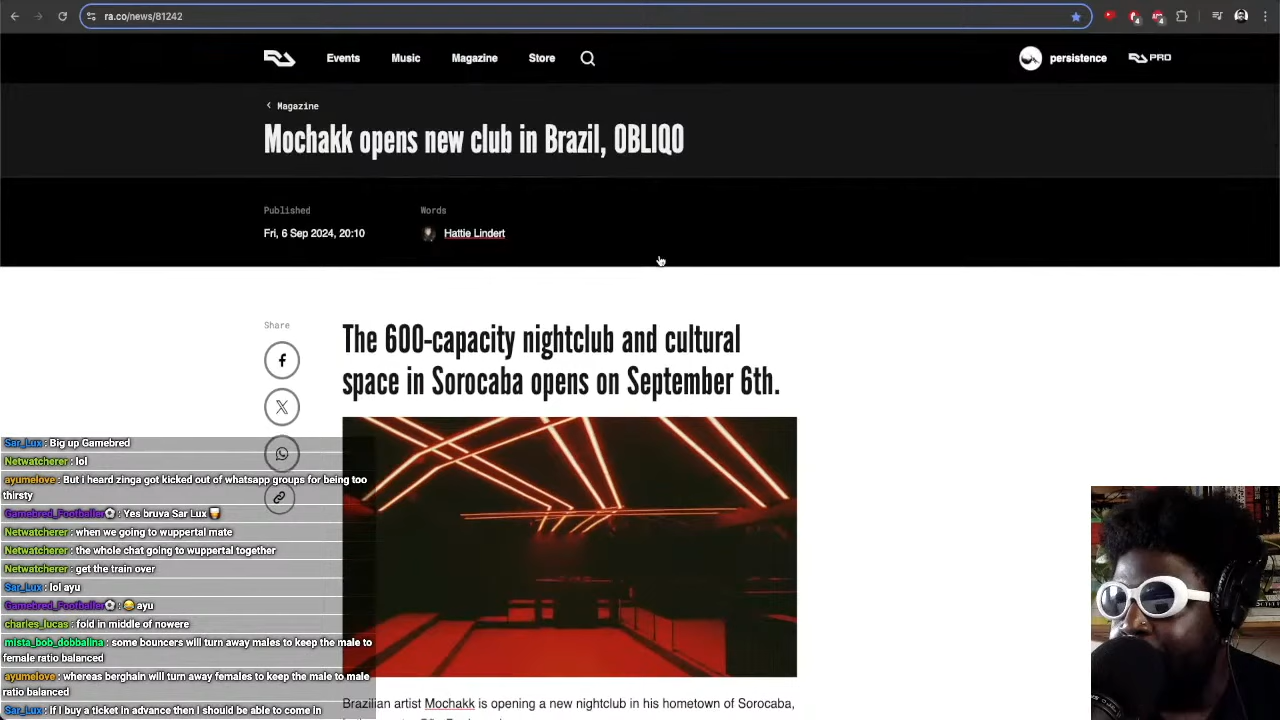 ra.co/news/81242
Events Music Magazine Store persistence PRO
Magazine
Mochakk opens new club in Brazil, OBLIQO
Published Words
Fri, 6 Sep 2024, 20:10 Hattie Lindert
Share
The 600-capacity nightclub and cultural
space in Sorocaba opens on September 6th.
Sar_Lux : Big up Gamebred
Netwatcherer : lol
ayumelove : But i heard zinga got kicked out of whatsapp groups for being too
thirsty
Gamebred_Footballer : Yes bruva Sar Lux
Netwatcherer : when we going to wuppertal mate
Netwatcherer : the whole chat going to wuppertal together
Netwatcherer : get the train over
Sar_Lux : lol ayu
Gamebred_Footballer : ayu
charles_lucas : fold in middle of nowere
mista_bob_dobbalina : some bouncers will turn away males to keep the male to
female ratio balanced
ayumelove : whereas berghain will turn away females to keep the male to male
ratio balanced
Sar_Lux : If I buy a ticket in advance then I should be able to come in
Brazilian artist Mochakk is opening a new nightclub in his hometown of Sorocaba,